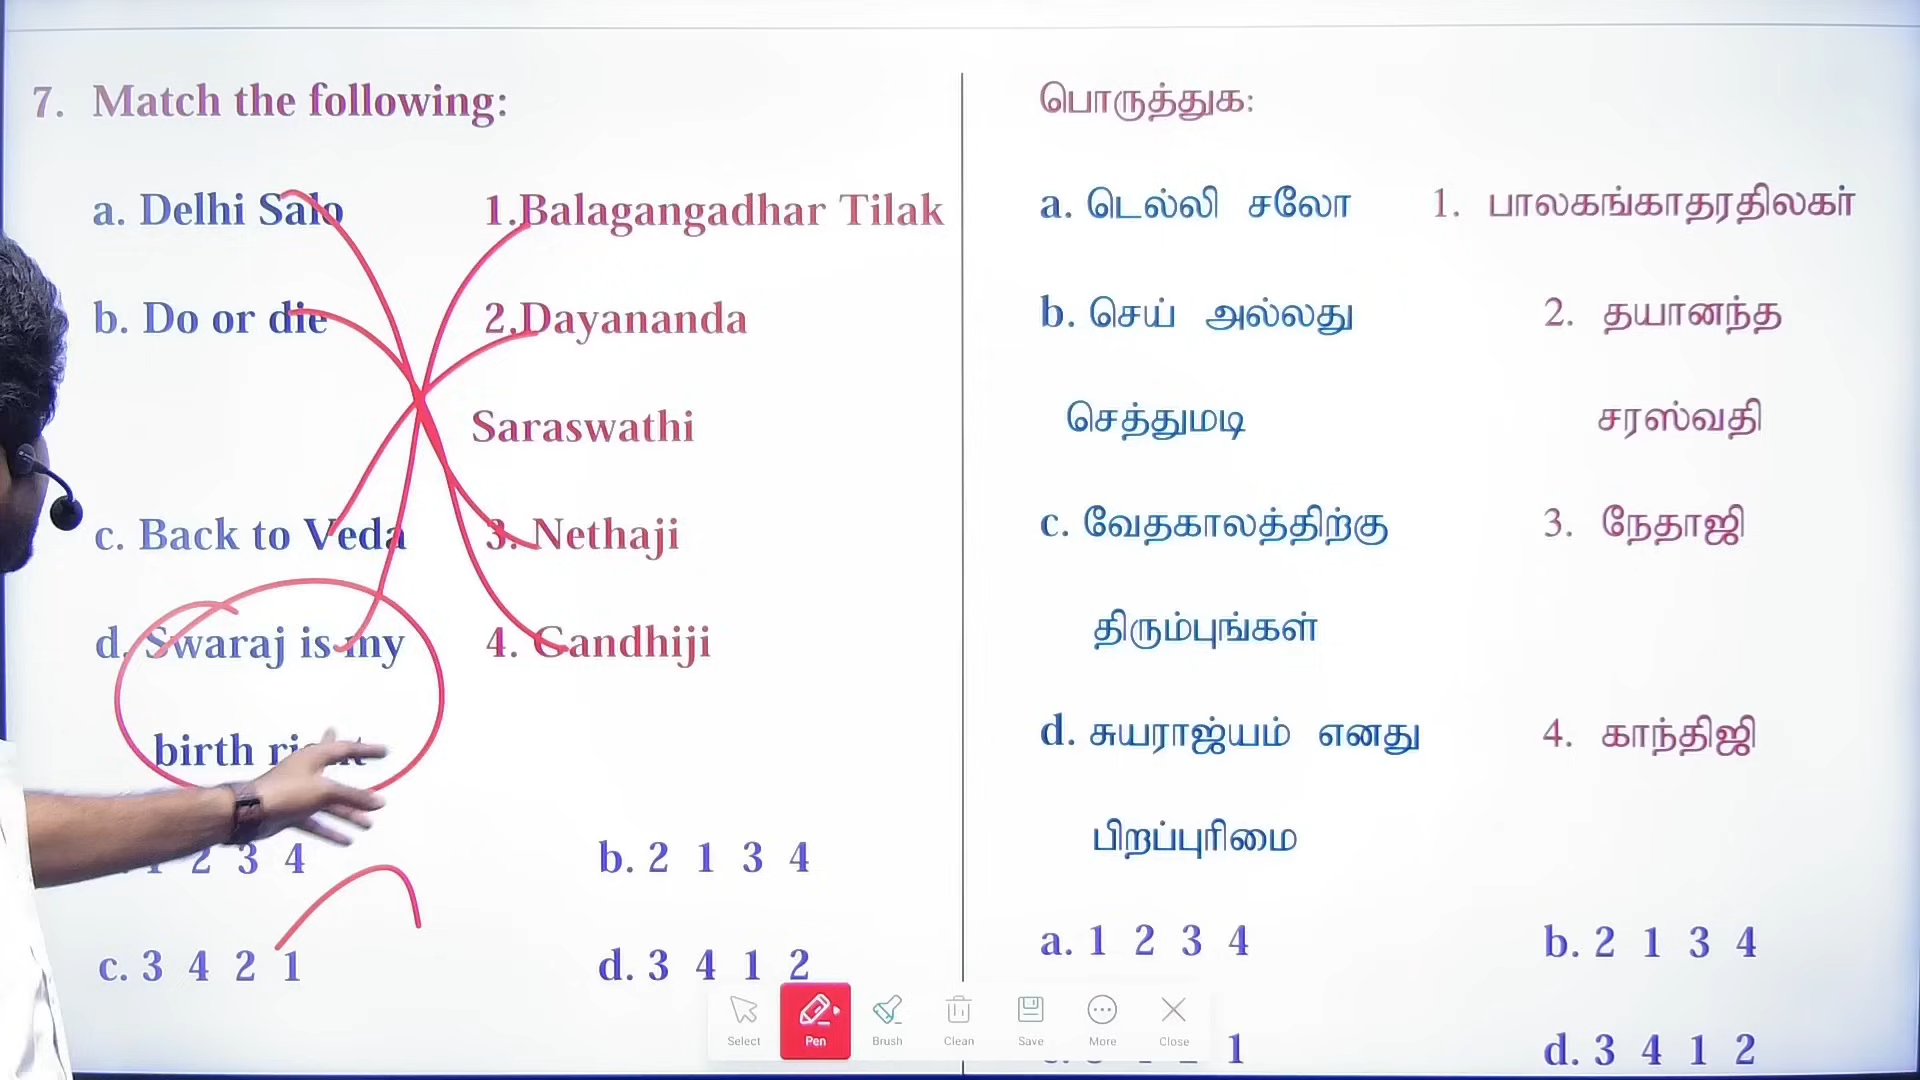 7. Match the following:
a. Delhi Salo 1.Balagangadhar Tilak
b. Do or die 2.Dayananda
Saraswathi
c. Back to Veda 3. Nethaji
d. Swaraj is my 4. Gandhiji
birth right
1 2 3 4 b. 2 1 3 4
c. 3 4 2 1 d. 3 4 1 2
பொருத்துக:
a. டெல்லி சலோ 1. பாலகங்காதரதிலகர்
b. செய் அல்லது 2. தயானந்த
செத்துமடி சரஸ்வதி
c. வேதகாலத்திற்கு 3. நேதாஜி
திரும்புங்கள்
d. சுயராஜ்யம் எனது 4. காந்திஜி
பிறப்புரிமை
a. 1 2 3 4 b. 2 1 3 4
1 d. 3 4 1 2
Select Pen Brush Clean Save More Close